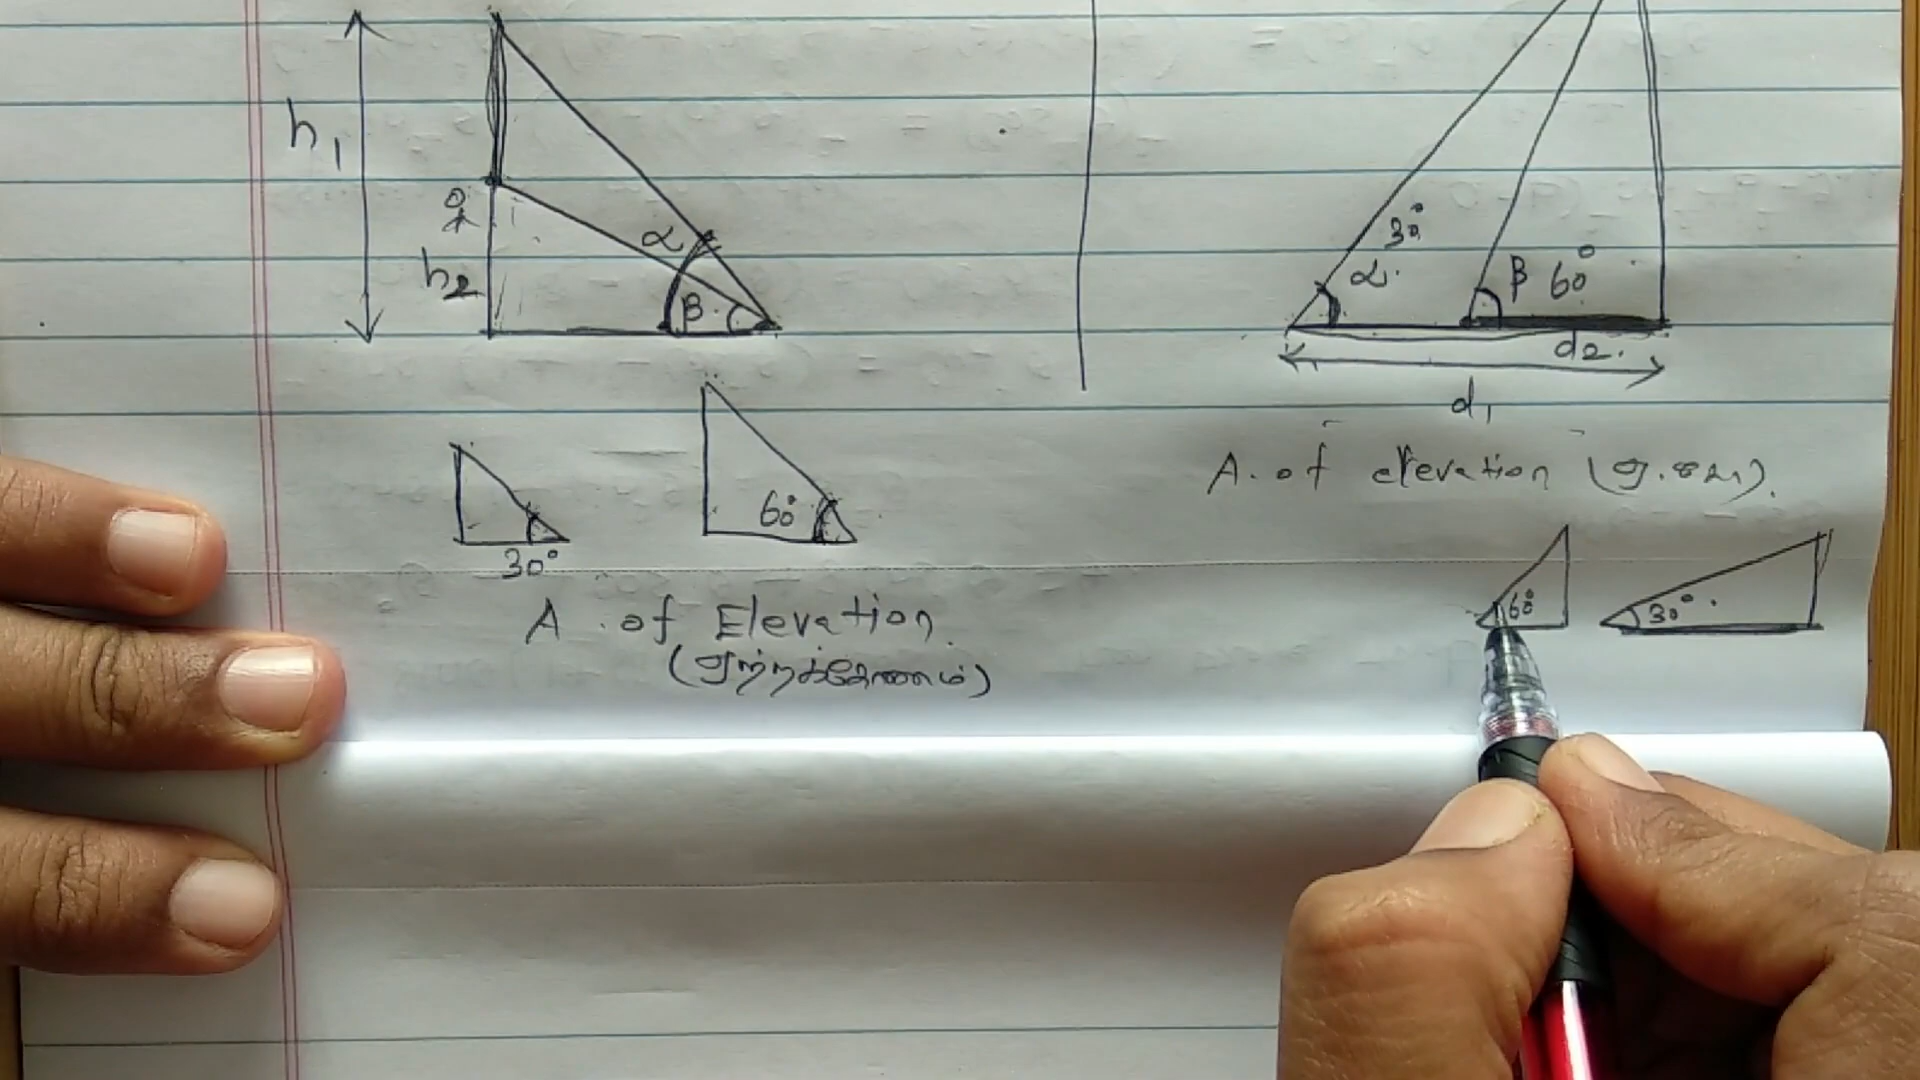 h1
h2
α
β
30°
60°
A. of Elevation.
(ஏற்றக்கோணம்)
30°
α.
β 60°
d2.
d1
A. of elevation (ஏ.கோ).
60°
30°.